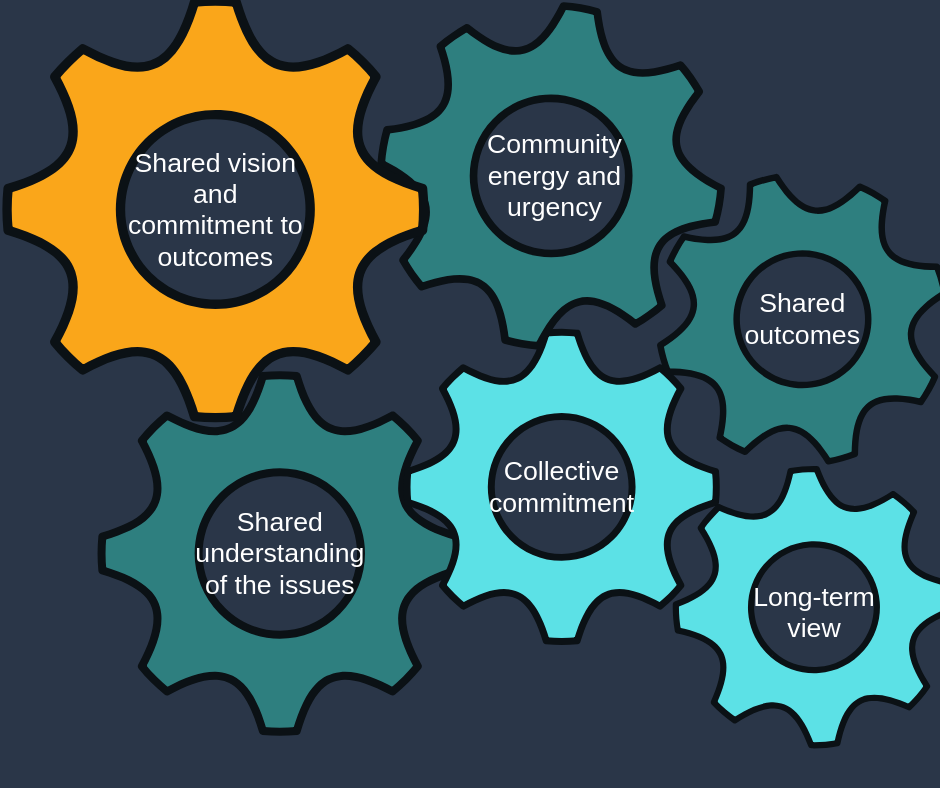 Shared vision
and
commitment to
outcomes
Community
energy and
urgency
Shared
outcomes
Collective
commitment
Shared
understanding
of the issues
Long-term
view